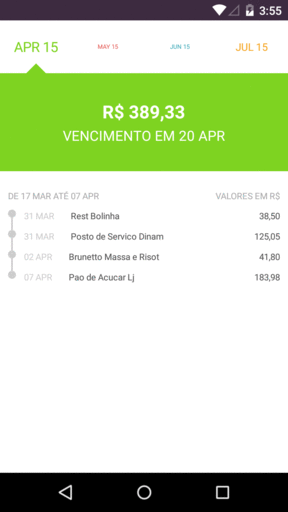 3:55
APR 15 MAY 15 JUN 15 JUL 15
R$ 389,33
VENCIMENTO EM 20 APR
DE 17 MAR ATÉ 07 APR VALORES EM R$
31 MAR Rest Bolinha 38,50
31 MAR Posto de Servico Dinam 125,05
02 APR Brunetto Massa e Risot 41,80
07 APR Pao de Acucar Lj 183,98